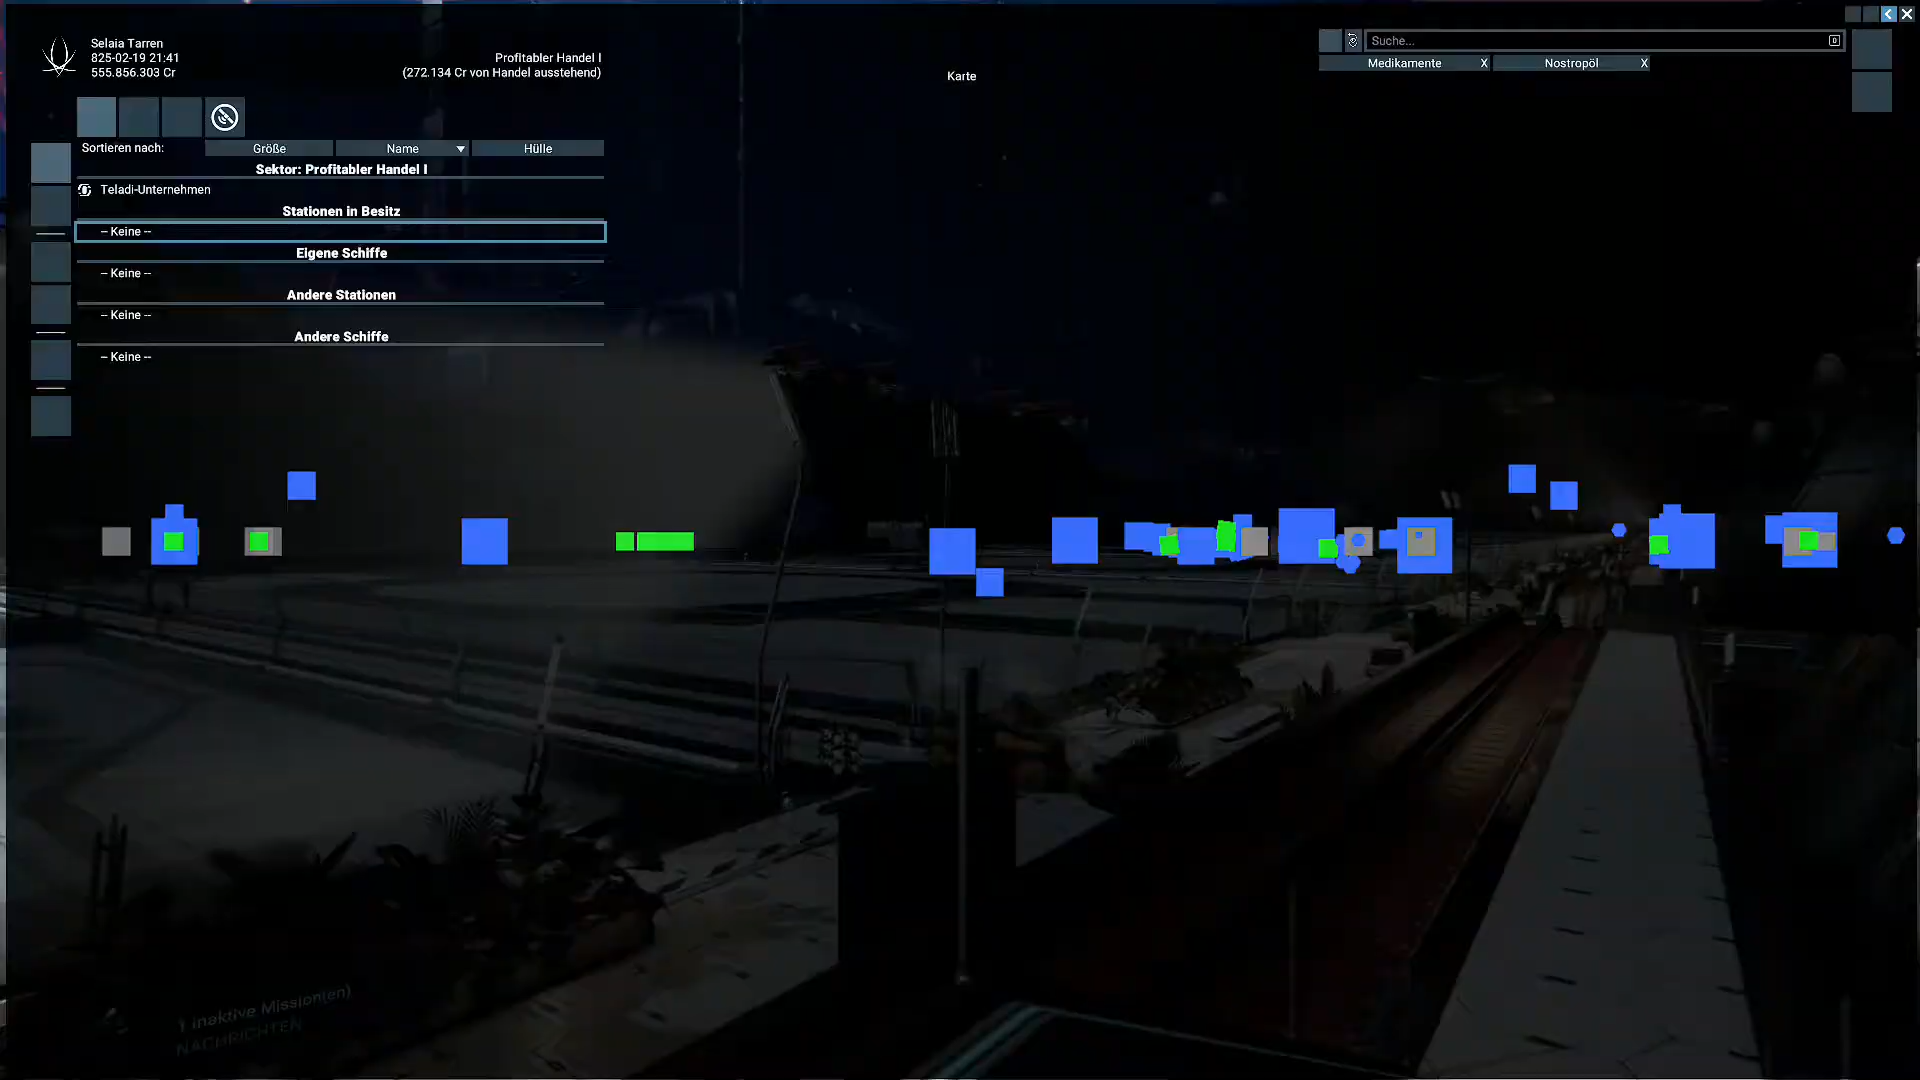 Selaia Tarren
825-02-19 21:41
555.856.303 Cr
Profitabler Handel I
(272.134 Cr von Handel ausstehend)
Karte
Suche...
Medikamente X
Nostropöl X
Sortieren nach:
Größe
Name
Hülle
Sektor: Profitabler Handel I
Teladi-Unternehmen
Stationen in Besitz
-- Keine --
Eigene Schiffe
-- Keine --
Andere Stationen
-- Keine --
Andere Schiffe
-- Keine --
1 inaktive Mission(en)
NACHRICHTEN